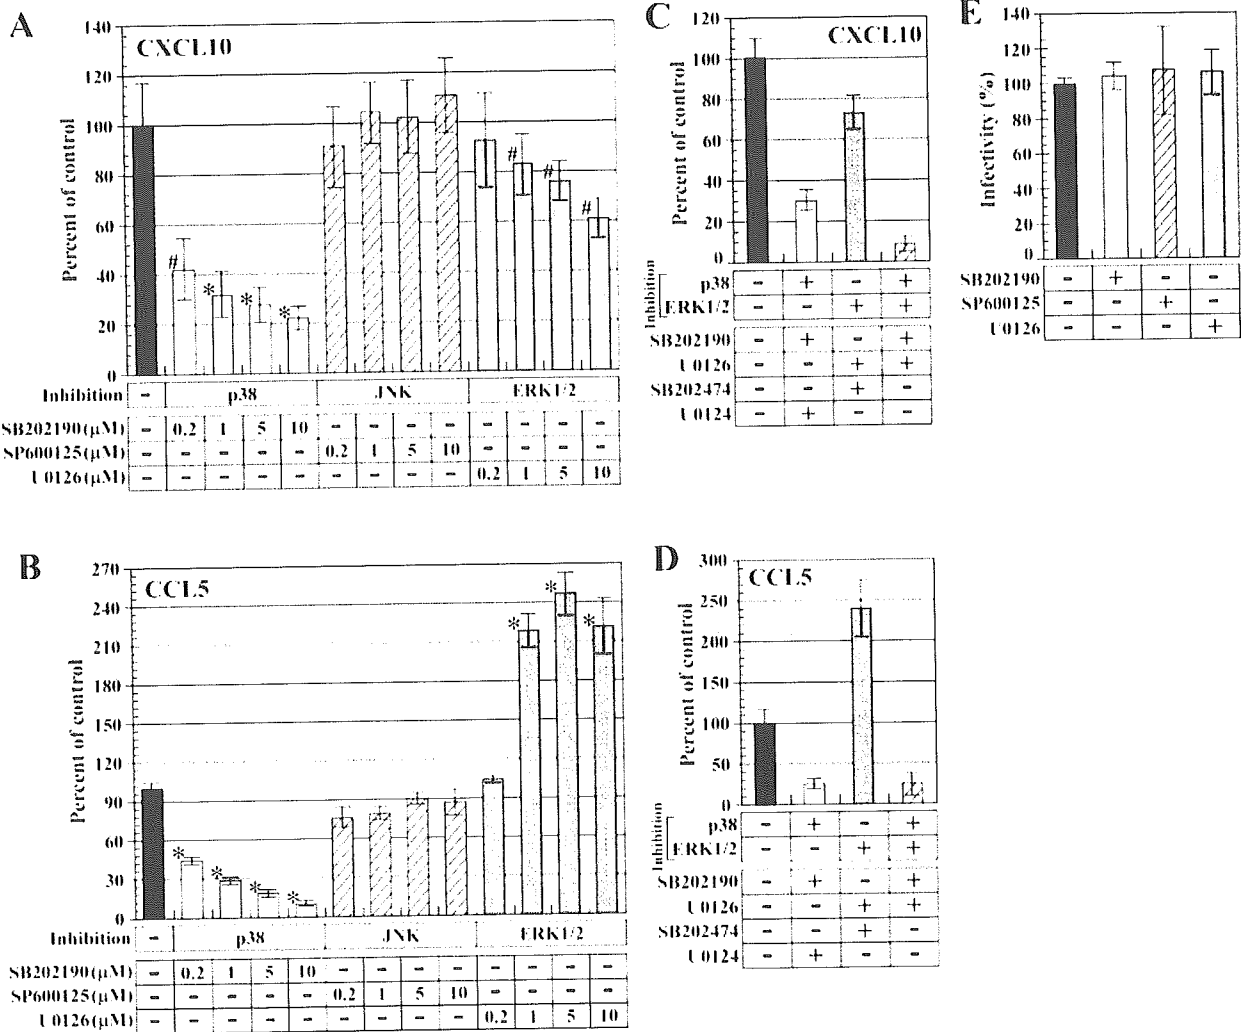 A
CXCL10
Percent of control
140
120
100
80
60
40
20
0
#
*
*
*
#
#
#
Inhibition - p38 JNK ERK1/2
SB202190(µM) - 0.2 1 5 10 - - - - - - - -
SP600125(µM) - - - - - 0.2 1 5 10 - - - -
U0126(µM) - - - - - - - - - 0.2 1 5 10
B
CCL5
Percent of control
270
240
210
180
150
120
90
60
30
0
*
*
*
*
*
*
*
Inhibition - p38 JNK ERK1/2
SB202190(µM) - 0.2 1 5 10 - - - - - - - -
SP600125(µM) - - - - - 0.2 1 5 10 - - - -
U0126(µM) - - - - - - - - - 0.2 1 5 10
C
CXCL10
Percent of control
120
100
80
60
40
20
0
Inhibition
p38 - + - +
ERK1/2 - - + +
SB202190 - + - +
U0126 - - + +
SB202474 - - + -
U0124 - + - -
D
CCL5
Percent of control
300
250
200
150
100
50
0
Inhibition
p38 - + - +
ERK1/2 - - + +
SB202190 - + - +
U0126 - - + +
SB202474 - - + -
U0124 - + - -
E
Infectivity (%)
140
120
100
80
60
40
20
0
SB202190 - + - -
SP600125 - - + -
U0126 - - - +